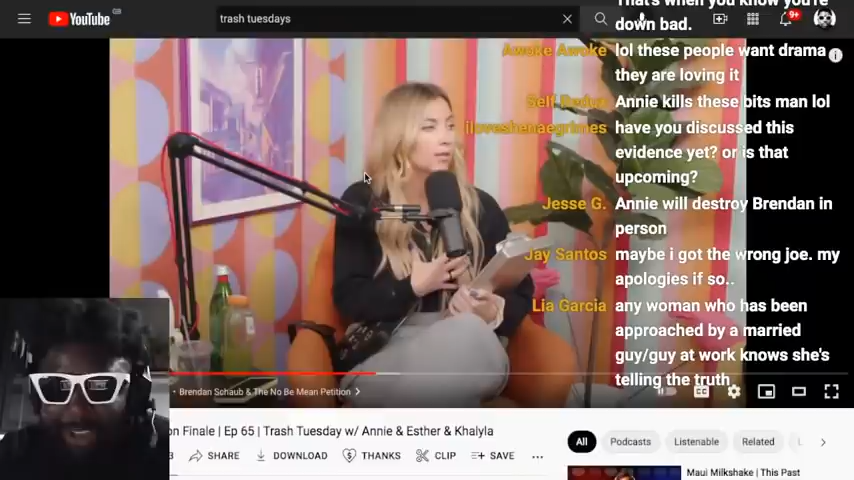 YouTube GB
trash tuesdays
9+
That's when you know you're
down bad.
Awoke Awoke lol these people want drama
they are loving it
Self Redux Annie kills these bits man lol
iloveshenaegrimes have you discussed this
evidence yet? or is that
upcoming?
Jesse G. Annie will destroy Brendan in
person
Jay Santos maybe i got the wrong joe. my
apologies if so..
Lia Garcia any woman who has been
approached by a married
guy/guy at work knows she's
telling the truth
• Brendan Schaub & The No Be Mean Petition
on Finale | Ep 65 | Trash Tuesday w/ Annie & Esther & Khalyla
3 SHARE DOWNLOAD THANKS CLIP SAVE
All Podcasts Listenable Related
Maui Milkshake | This Past